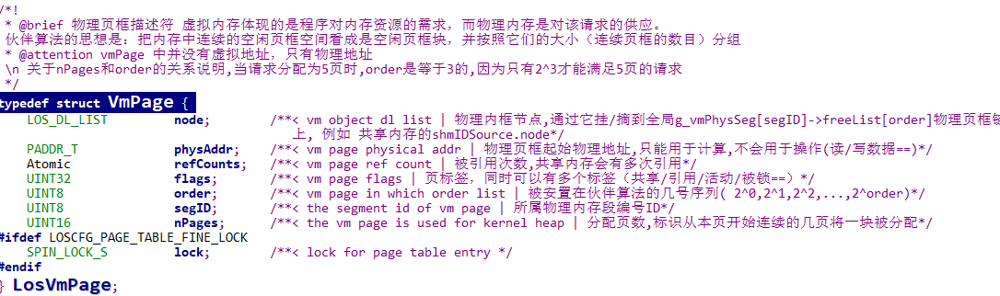 /*!
* @brief 物理页框描述符 虚拟内存体现的是程序对内存资源的需求，而物理内存是对该请求的供应。
伙伴算法的思想是：把内存中连续的空闲页框空间看成是空闲页框块，并按照它们的大小（连续页框的数目）分组
* @attention vmPage 中并没有虚拟地址，只有物理地址
\n 关于nPages和order的关系说明,当请求分配为5页时,order是等于3的,因为只有2^3才能满足5页的请求
*/
typedef struct VmPage {
LOS_DL_LIST node; /**< vm object dl list | 物理内框节点,通过它挂/摘到全局g_vmPhysSeg[segID]->freeList[order]物理页框
上, 例如 共享内存的shmIDSource.node*/
PADDR_T physAddr; /**< vm page physical addr | 物理页框起始物理地址,只能用于计算,不会用于操作(读/写数据==)*/
Atomic refCounts; /**< vm page ref count | 被引用次数,共享内存会有多次引用*/
UINT32 flags; /**< vm page flags | 页标签，同时可以有多个标签（共享/引用/活动/被锁==）*/
UINT8 order; /**< vm page in which order list | 被安置在伙伴算法的几号序列( 2^0,2^1,2^2,...,2^order)*/
UINT8 segID; /**< the segment id of vm page | 所属物理内存段编号ID*/
UINT16 nPages; /**< the vm page is used for kernel heap | 分配页数,标识从本页开始连续的几页将一块被分配*/
#ifdef LOSCFG_PAGE_TABLE_FINE_LOCK
SPIN_LOCK_S lock; /**< lock for page table entry */
#endif
} LosVmPage;